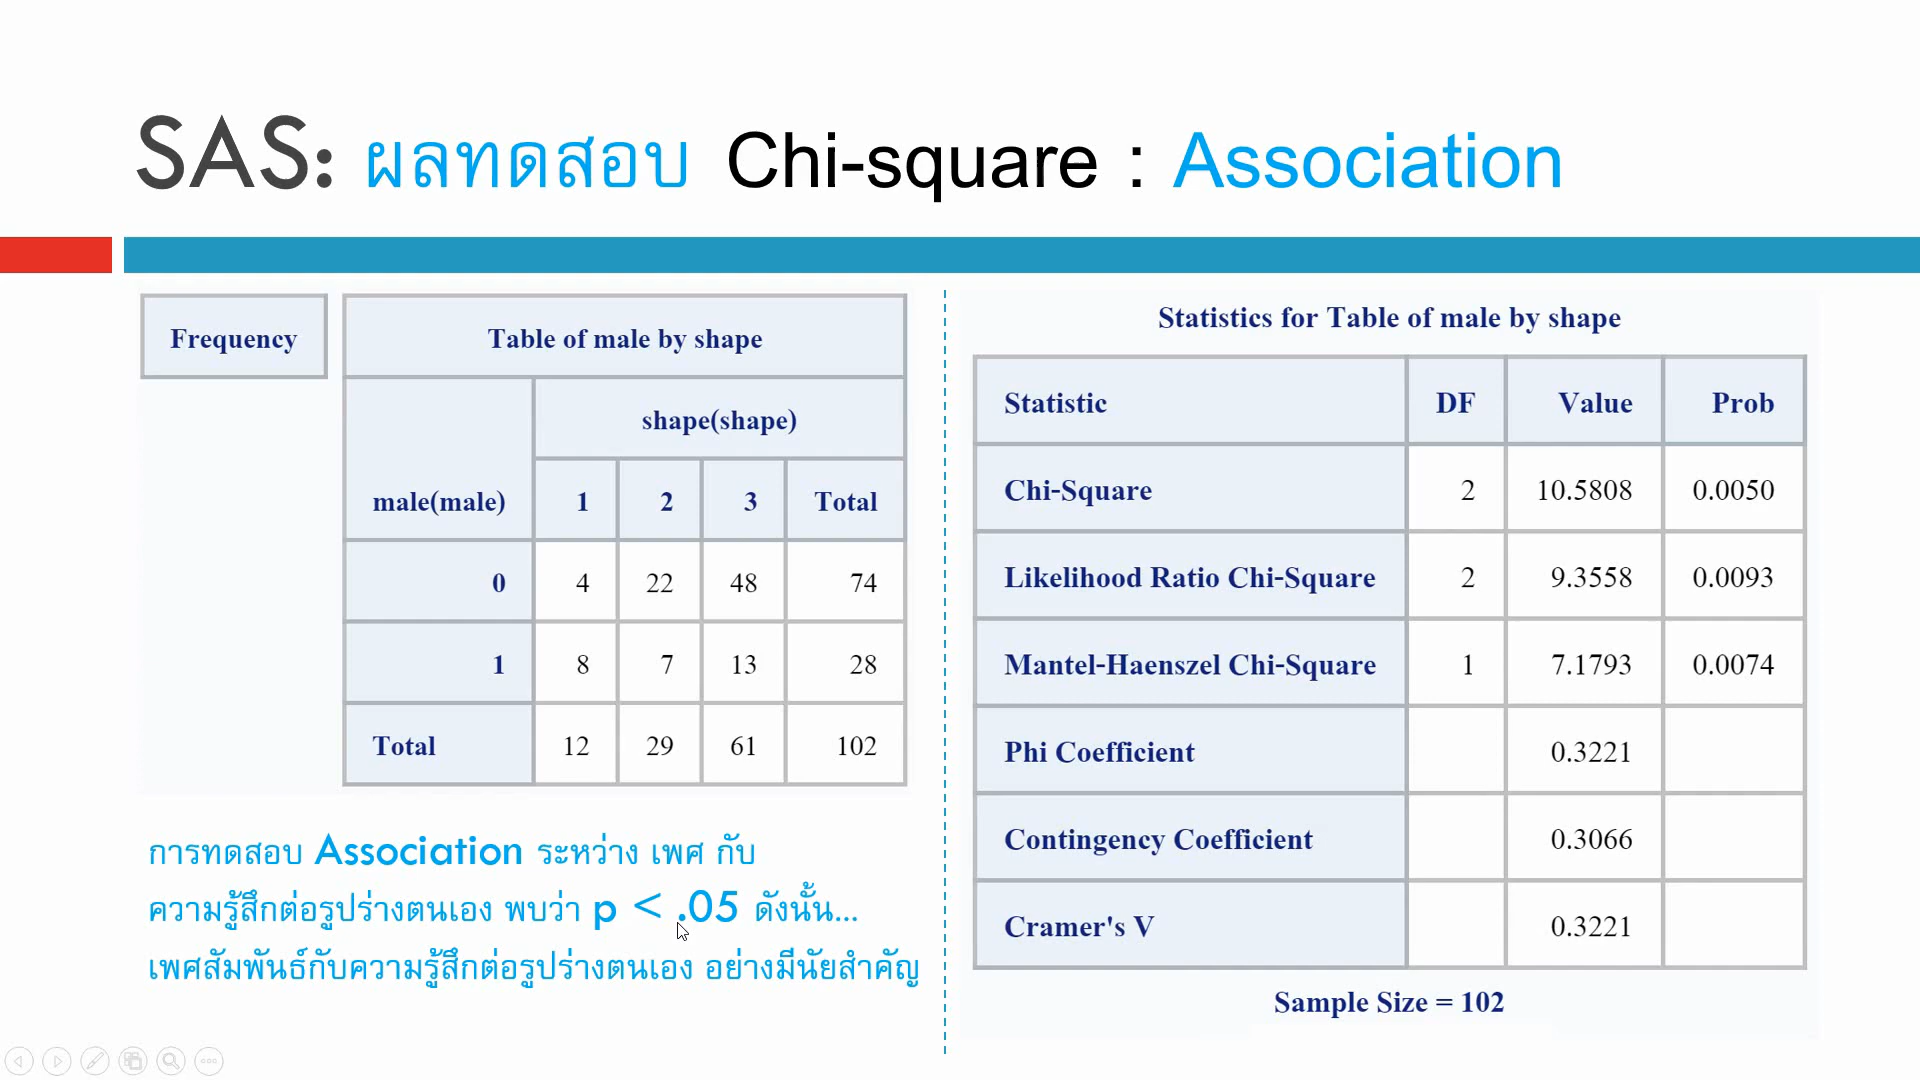 SAS: ผลทดสอบ Chi-square : Association
Frequency
Table of male by shape
shape(shape)
male(male) 1 2 3 Total
0 4 22 48 74
1 8 7 13 28
Total 12 29 61 102
การทดสอบ Association ระหว่าง เพศ กับ
ความรู้สึกต่อรูปร่างตนเอง พบว่า p < .05 ดังนั้น...
เพศสัมพันธ์กับความรู้สึกต่อรูปร่างตนเอง อย่างมีนัยสำคัญ
Statistics for Table of male by shape
Statistic DF Value Prob
Chi-Square 2 10.5808 0.0050
Likelihood Ratio Chi-Square 2 9.3558 0.0093
Mantel-Haenszel Chi-Square 1 7.1793 0.0074
Phi Coefficient 0.3221
Contingency Coefficient 0.3066
Cramer's V 0.3221
Sample Size = 102